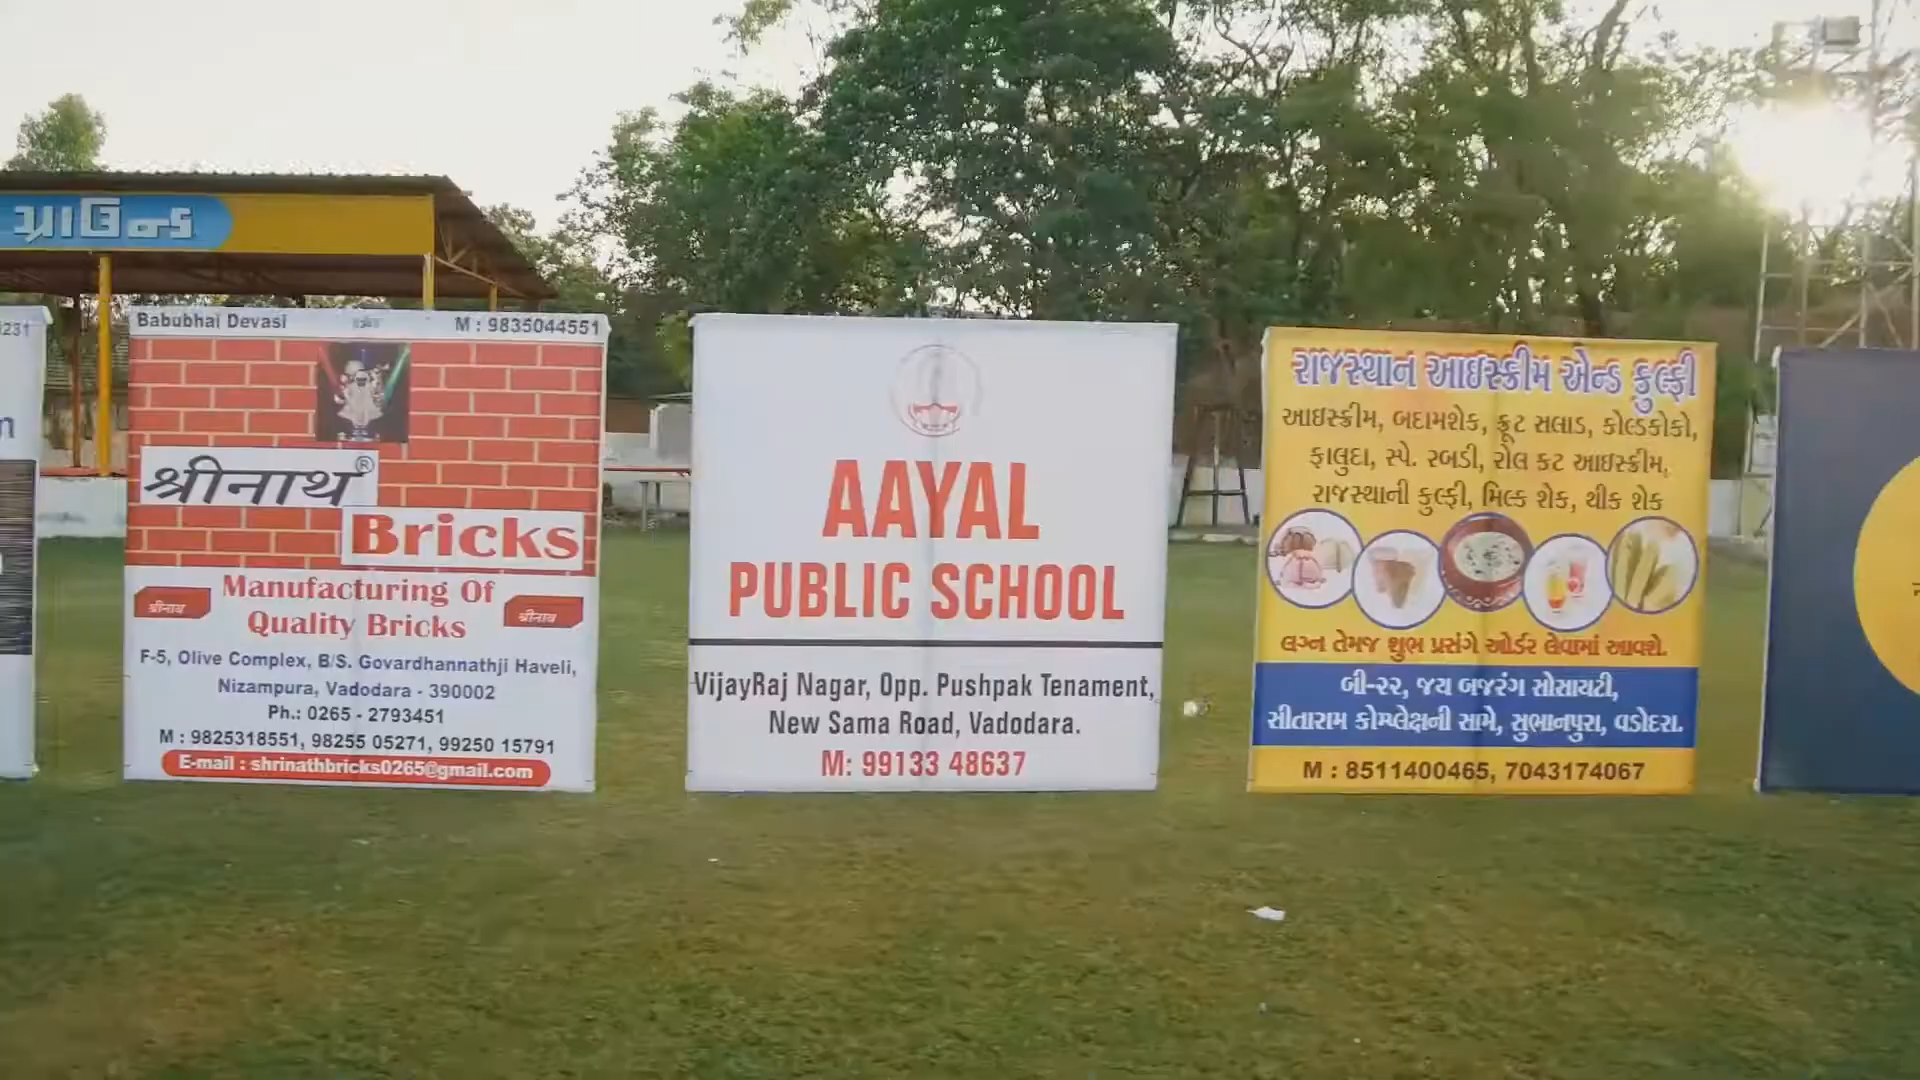 પ્રાઉન્ડ
231
Babubhai Devasi
M : 9835044551
श्रीनाथ®
Bricks
Manufacturing Of
Quality Bricks
श्रीनाथ
श्रीनाथ
F-5, Olive Complex, B/S. Govardhannathji Haveli,
Nizampura, Vadodara - 390002
Ph.: 0265 - 2793451
M : 9825318551, 98255 05271, 99250 15791
E-mail : shrinathbricks0265@gmail.com
AAYAL
PUBLIC SCHOOL
VijayRaj Nagar, Opp. Pushpak Tenament,
New Sama Road, Vadodara.
M: 99133 48637
રાજસ્થાન આઇસ્ક્રીમ એન્ડ કુલ્ફી
આઇસ્ક્રીમ, બદામશેક, ફ્રૂટ સલાડ, કોલ્ડકોકો,
ફાલુદા, સ્પે. રબડી, રોલ કટ આઇસ્ક્રીમ,
રાજસ્થાની કુલ્ફી, મિલ્ક શેક, થીક શેક
લગ્ન તેમજ શુભ પ્રસંગે ઓર્ડર લેવામાં આવશે.
બી-૨૨, જય બજરંગ સોસાયટી,
સીતારામ કોમ્લેક્ષની સામે, સુભાનપુરા, વડોદરા.
M : 8511400465, 7043174067